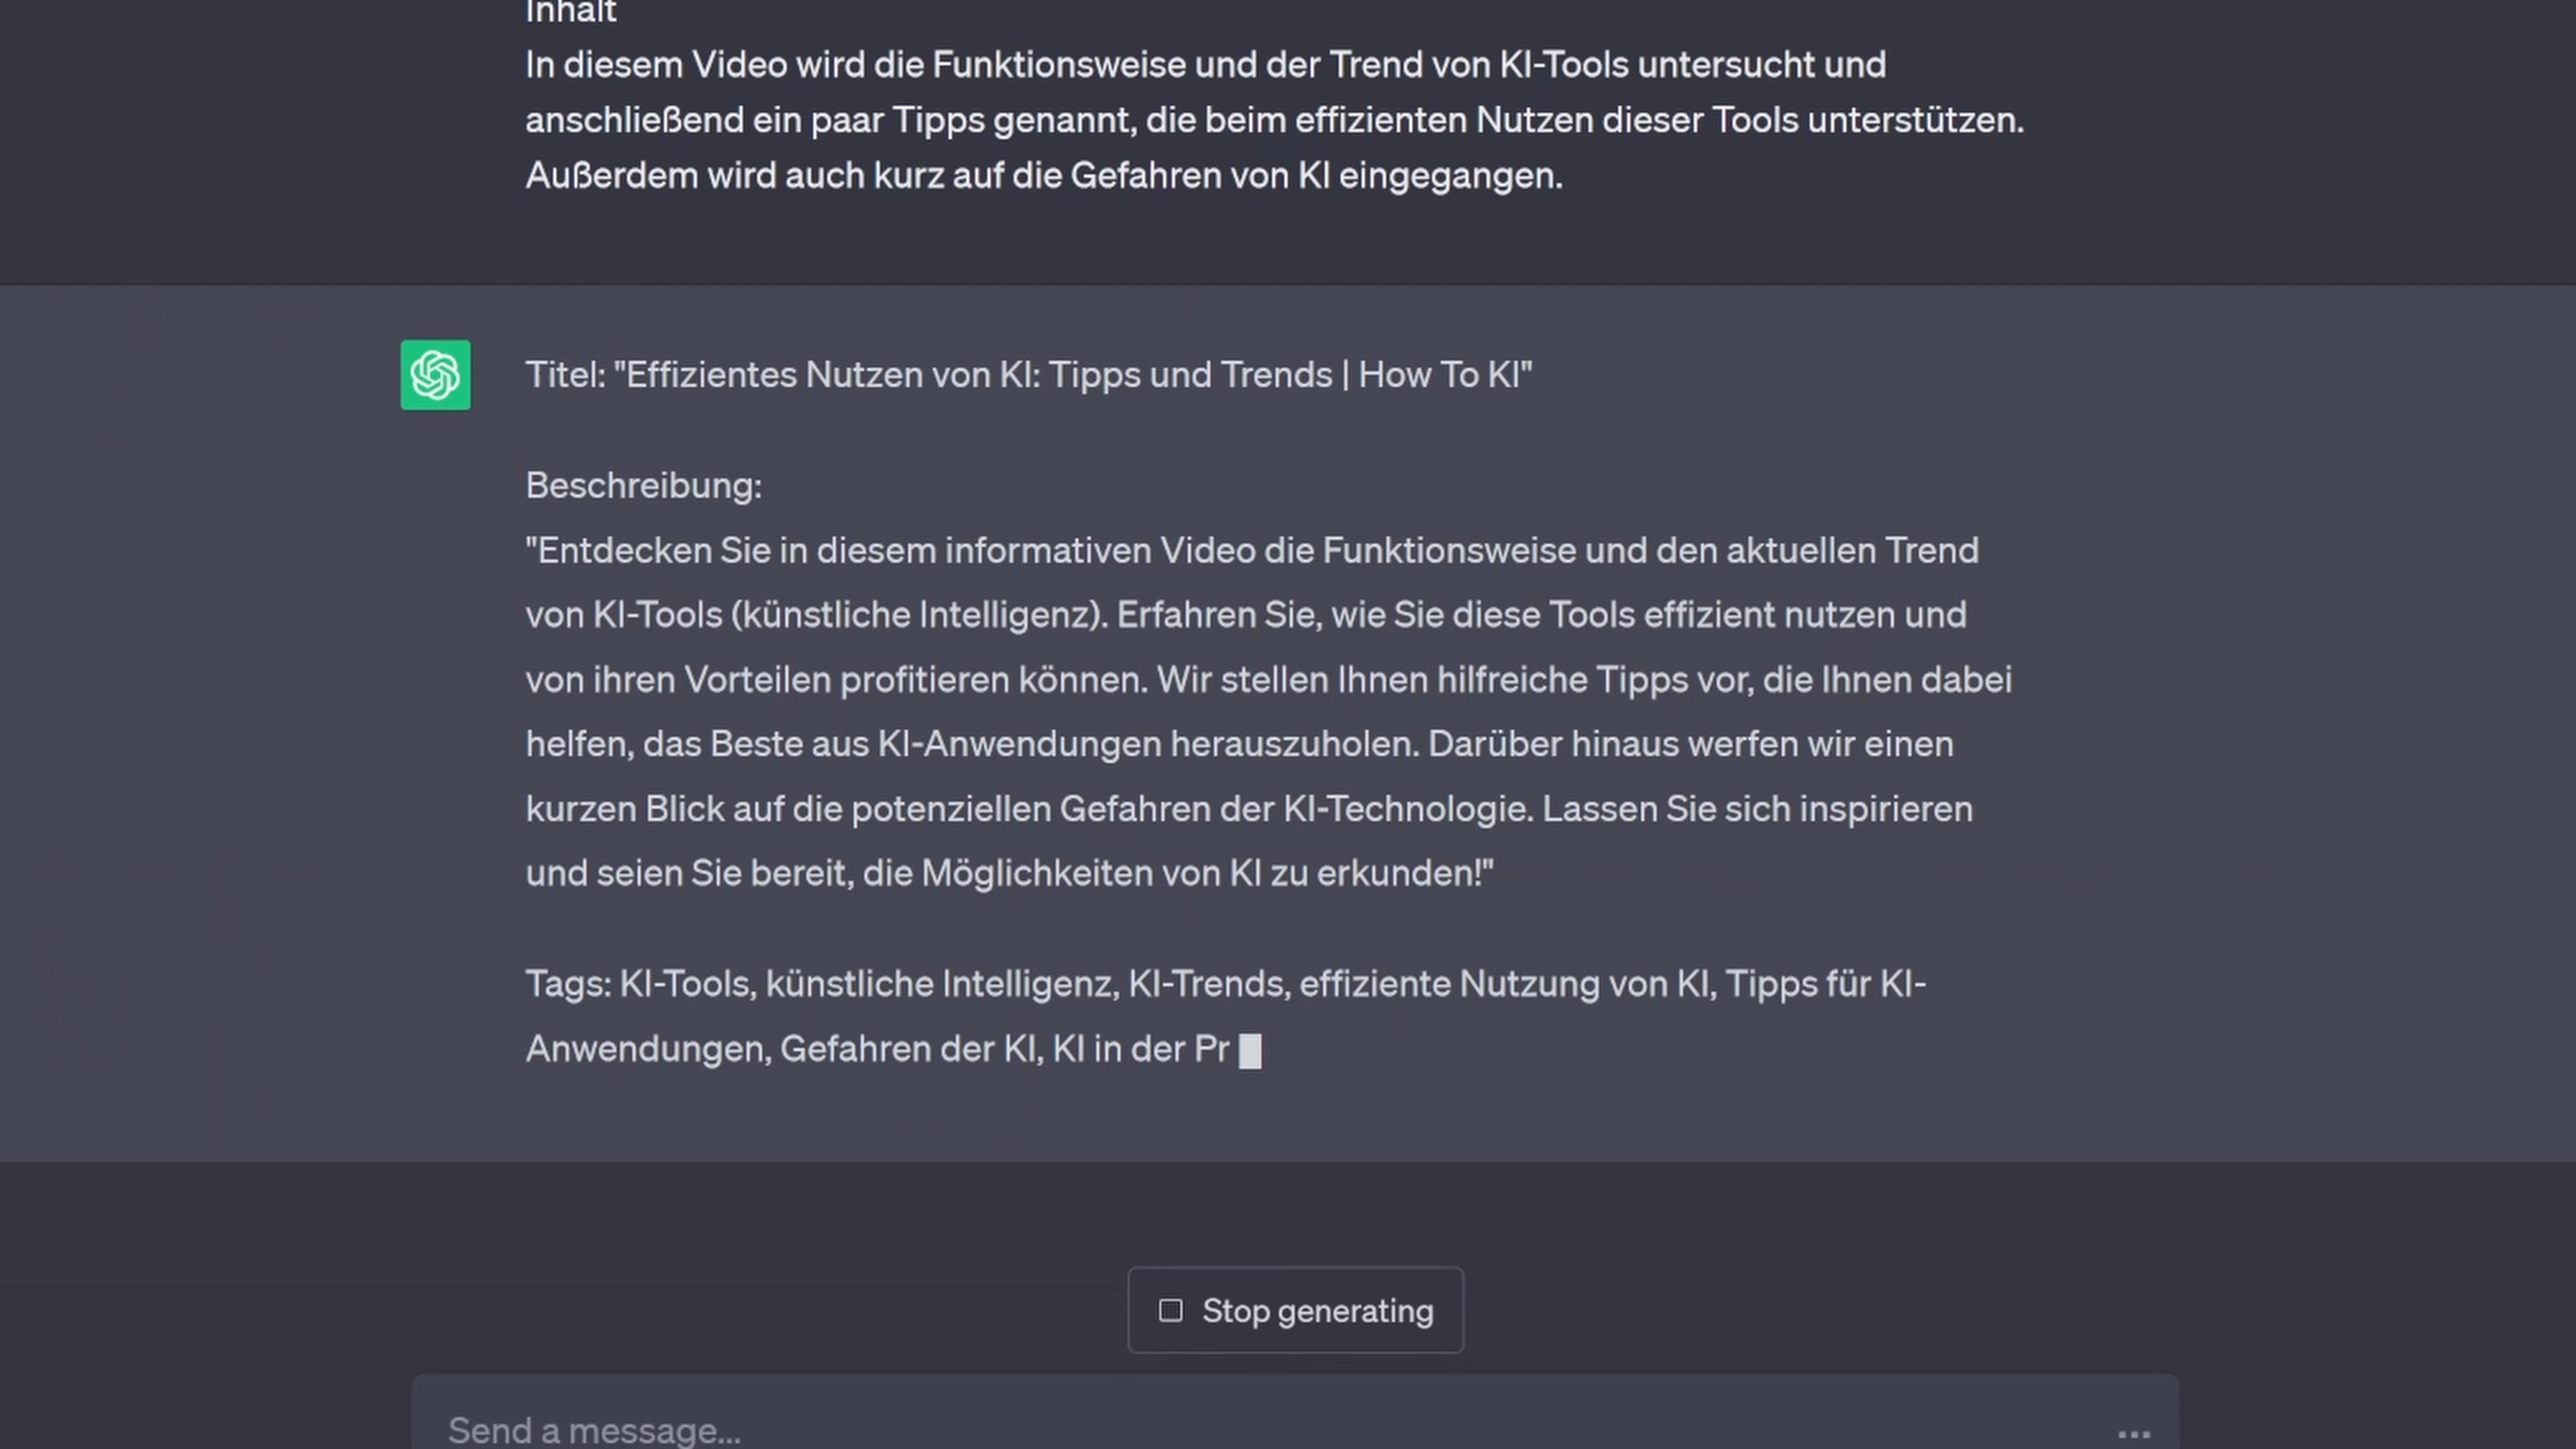 Inhalt
In diesem Video wird die Funktionsweise und der Trend von KI-Tools untersucht und
anschließend ein paar Tipps genannt, die beim effizienten Nutzen dieser Tools unterstützen.
Außerdem wird auch kurz auf die Gefahren von KI eingegangen.
Titel: "Effizientes Nutzen von KI: Tipps und Trends | How To KI"
Beschreibung:
"Entdecken Sie in diesem informativen Video die Funktionsweise und den aktuellen Trend
von KI-Tools (künstliche Intelligenz). Erfahren Sie, wie Sie diese Tools effizient nutzen und
von ihren Vorteilen profitieren können. Wir stellen Ihnen hilfreiche Tipps vor, die Ihnen dabei
helfen, das Beste aus KI-Anwendungen herauszuholen. Darüber hinaus werfen wir einen
kurzen Blick auf die potenziellen Gefahren der KI-Technologie. Lassen Sie sich inspirieren
und seien Sie bereit, die Möglichkeiten von KI zu erkunden!"
Tags: KI-Tools, künstliche Intelligenz, KI-Trends, effiziente Nutzung von KI, Tipps für KI-
Anwendungen, Gefahren der KI, KI in der Pr
Stop generating
Send a message...